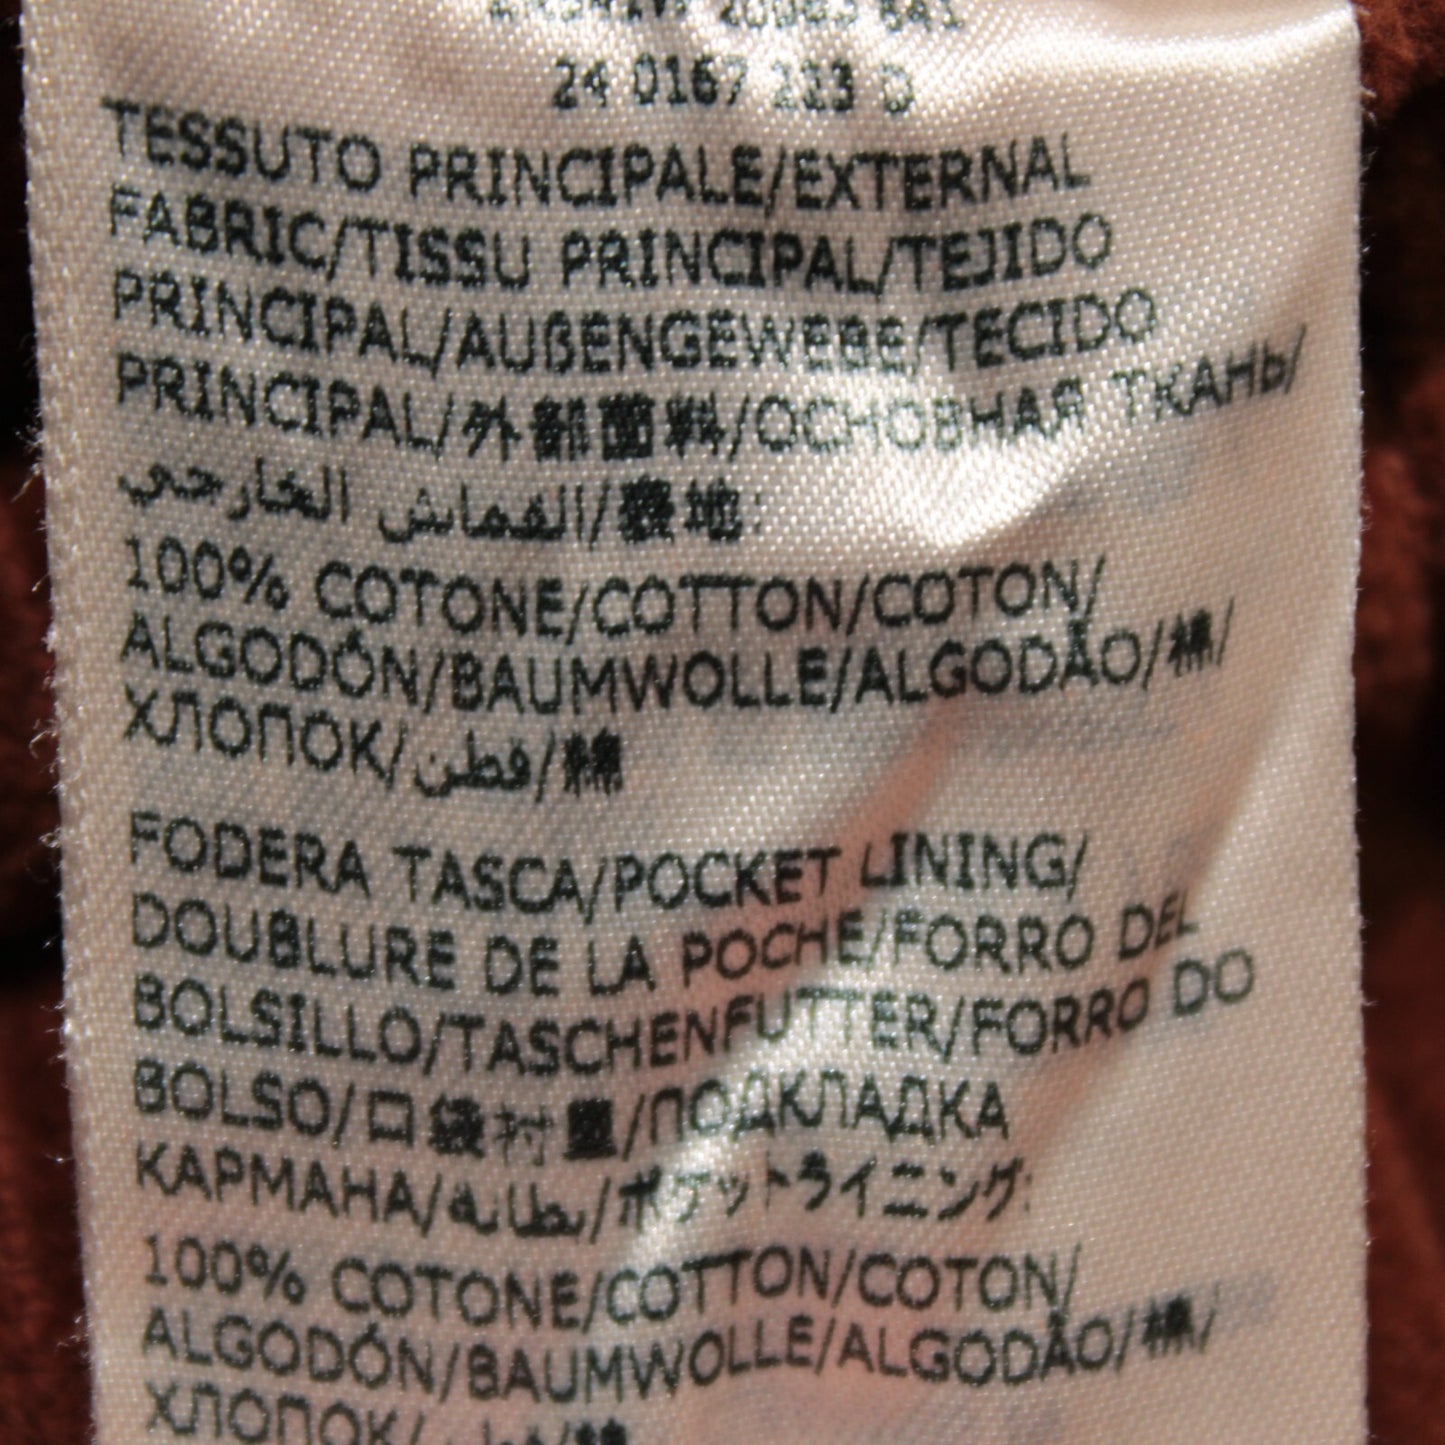 24 0167 223 D
TESSUTO PRINCIPALE/EXTERNAL
FABRIC/TISSU PRINCIPAL/TEJIDO
PRINCIPAL/AUßENGEWEBE/TECIDO
PRINCIPAL/外部面料/ОСНОВНАЯ ТКАНЬ/
القماش الخارجي/表地:
100% COTONE/COTTON/COTON/
ALGODÓN/BAUMWOLLE/ALGODÃO/棉/
ХЛОПОК/قطن/綿
FODERA TASCA/POCKET LINING/
DOUBLURE DE LA POCHE/FORRO DEL
BOLSILLO/TASCHENFUTTER/FORRO DO
BOLSO/口袋衬里/ПОДКЛАДКА
КАРМАНА/بطانة/ポケットライニング:
100% COTONE/COTTON/COTON/
ALGODÓN/BAUMWOLLE/ALGODÃO/棉/
ХЛОПОК/قطن/綿